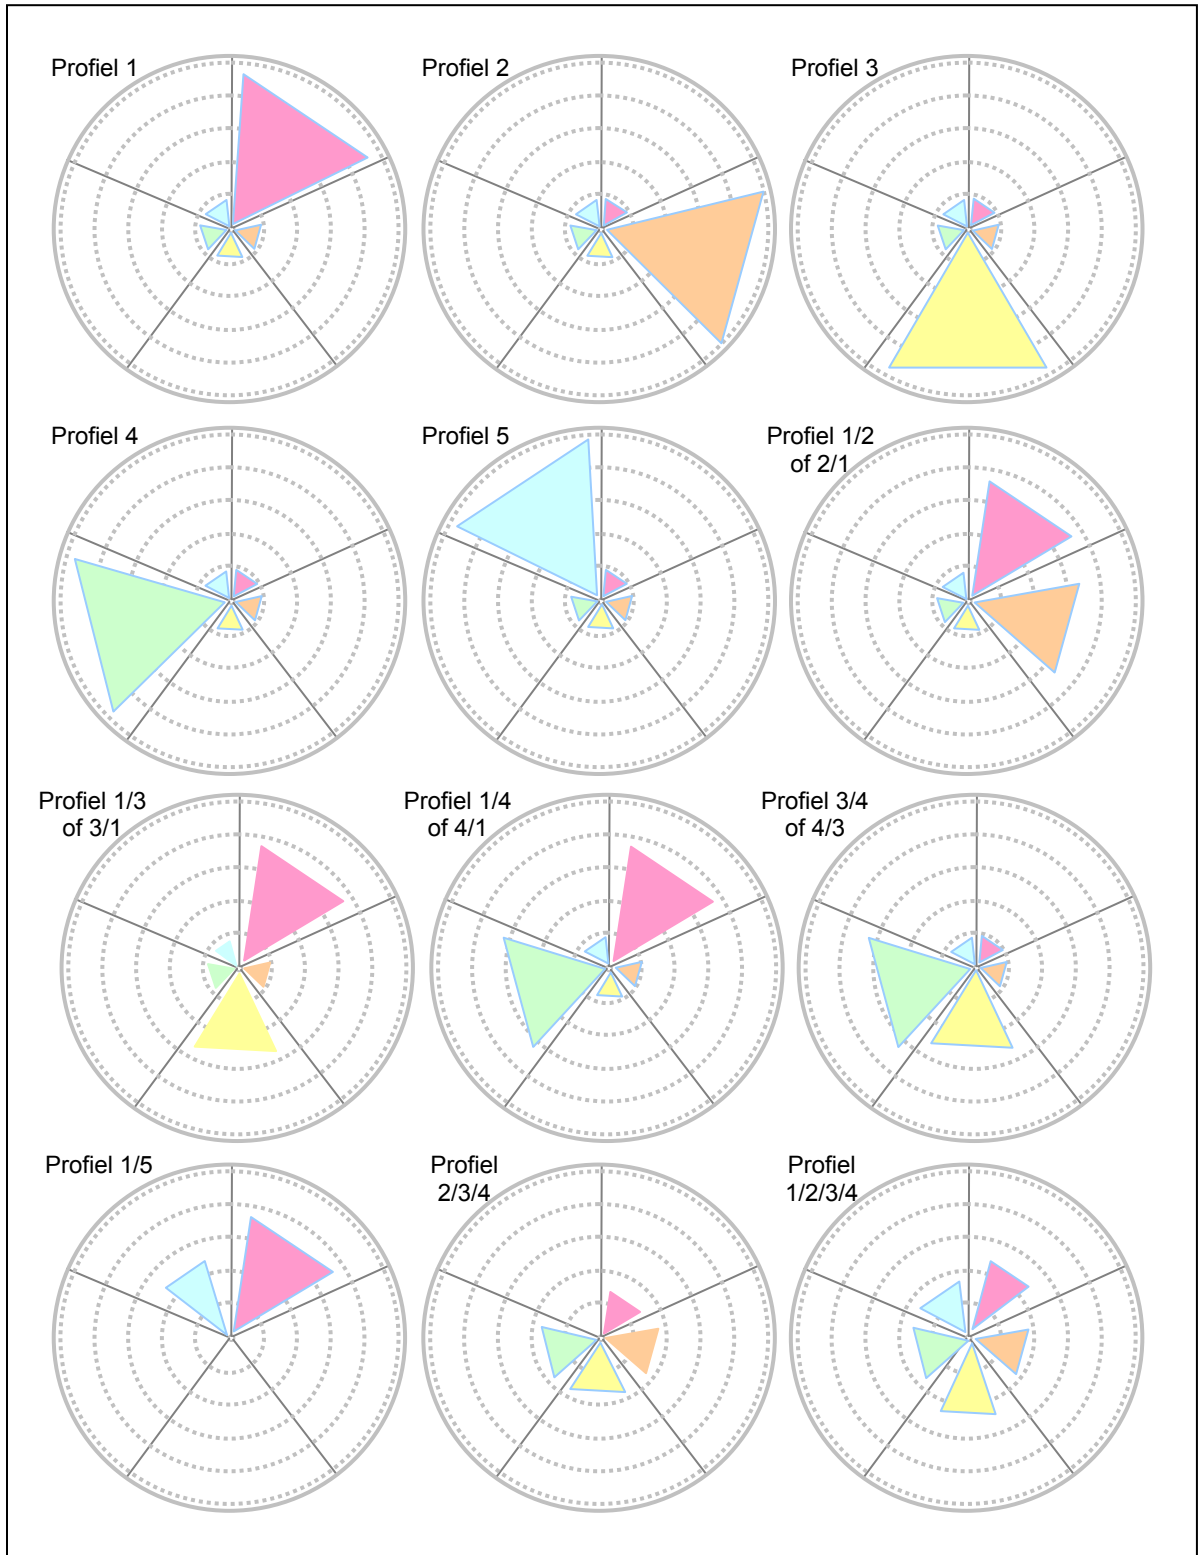 Profiel 1
Profiel 2
Profiel 3
Profiel 4
Profiel 5
Profiel 1/2
of 2/1
Profiel 1/3
of 3/1
Profiel 1/4
of 4/1
Profiel 3/4
of 4/3
Profiel 1/5
Profiel
2/3/4
Profiel
1/2/3/4